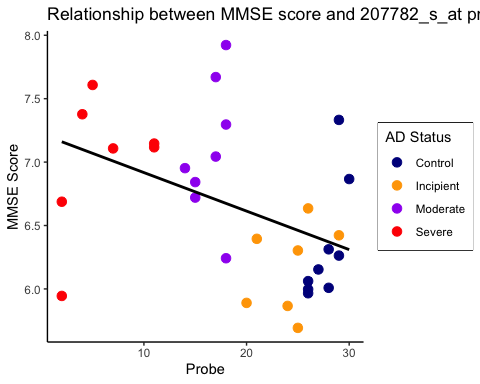 Relationship between MMSE score and 207782_s_at pr
8.0
7.5
7.0
6.5
6.0
MMSE Score
10
20
30
Probe
AD Status
Control
Incipient
Moderate
Severe